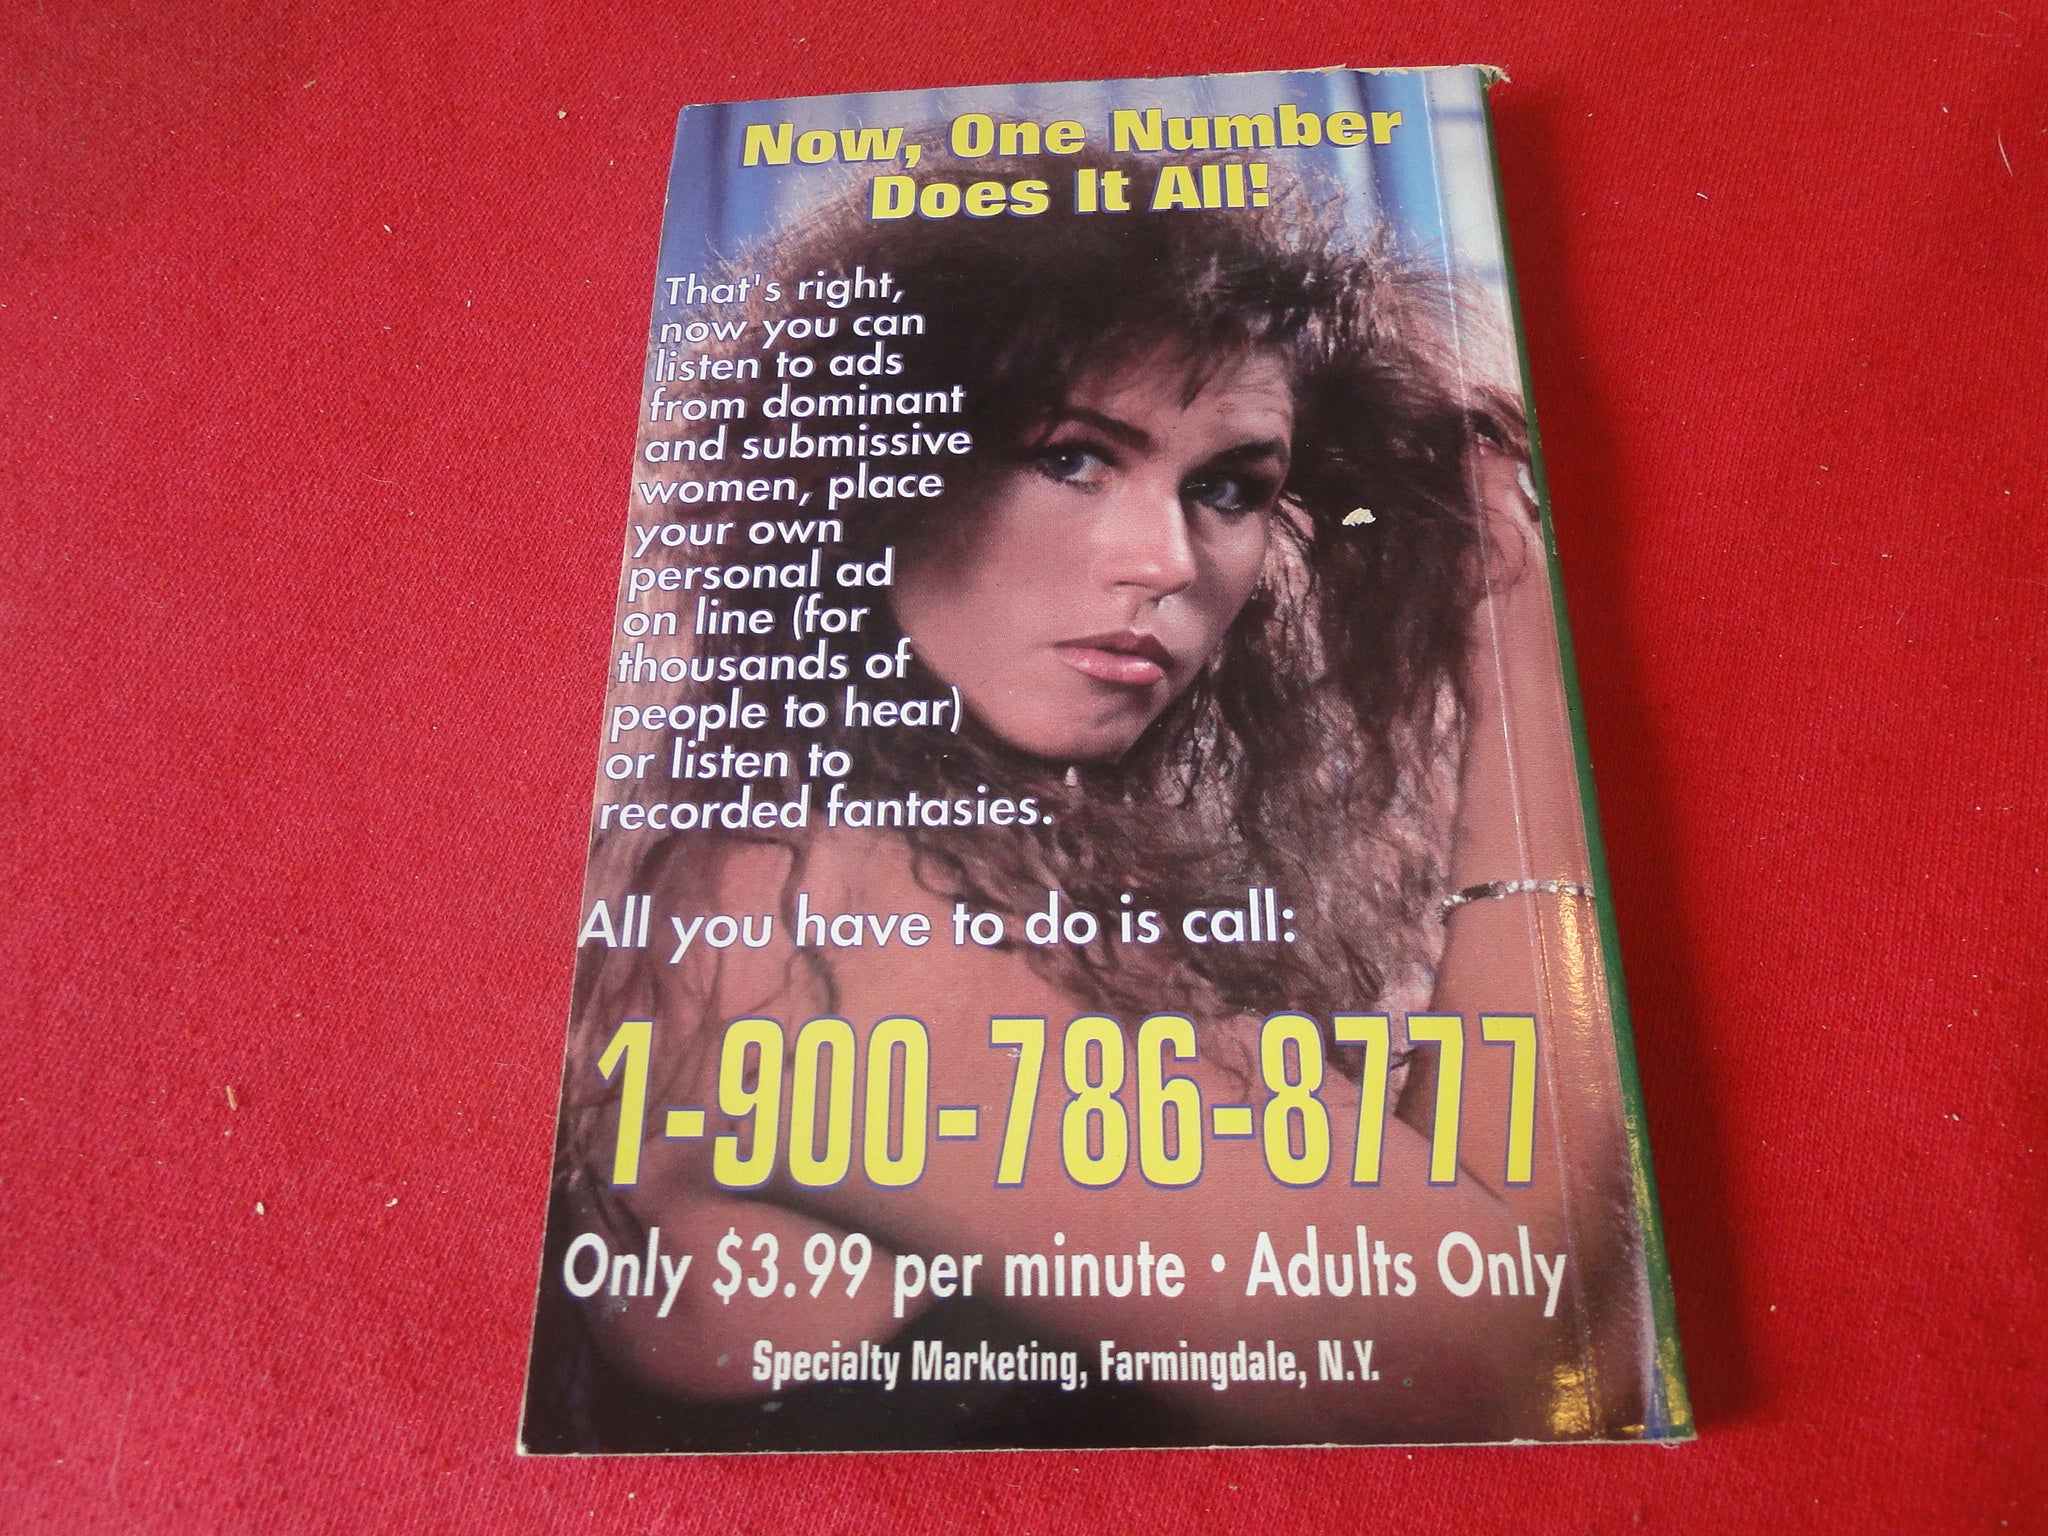 Now, One Number
Does It All!
That's right,
now you can
listen to ads
from dominant
and submissive
women, place
your own
personal ad
on line (for
thousands of
people to hear)
or listen to
recorded fantasies.
All you have to do is call:
1-900-786-8777
Only $3.99 per minute • Adults Only
Specialty Marketing, Farmingdale, N.Y.